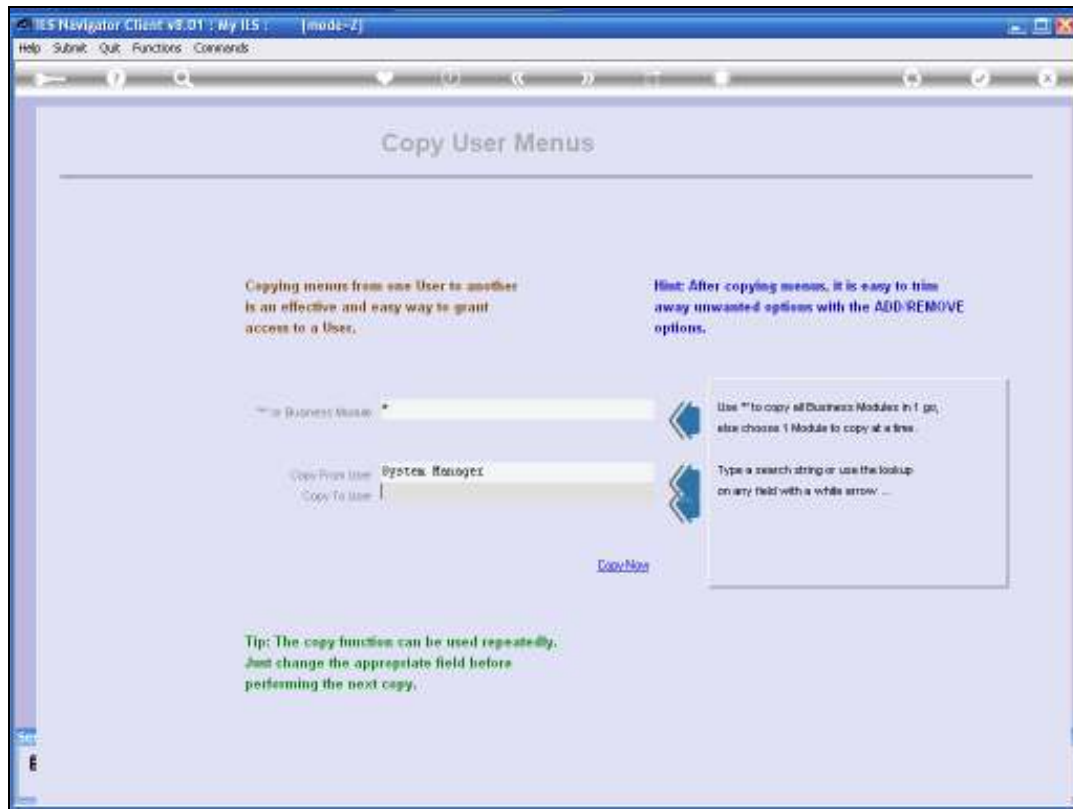 IES Navigator Client v8.01 : My IES : [mode-Z]
Help Submit Quit Functions Commands
Copy User Menus
Copying menus from one User to another
is an effective and easy way to grant
access to a User.
Hint: After copying menus, it is easy to trim
away unwanted options with the ADD/REMOVE
options.
'*' or Business Module *
Use '*' to copy all Business Modules in 1 go,
else choose 1 Module to copy at a time.
Copy From User System Manager
Copy To User
Type a search string or use the lookup
on any field with a while arrow ...
Copy Now
Tip: The copy function can be used repeatedly.
Just change the appropriate field before
performing the next copy.